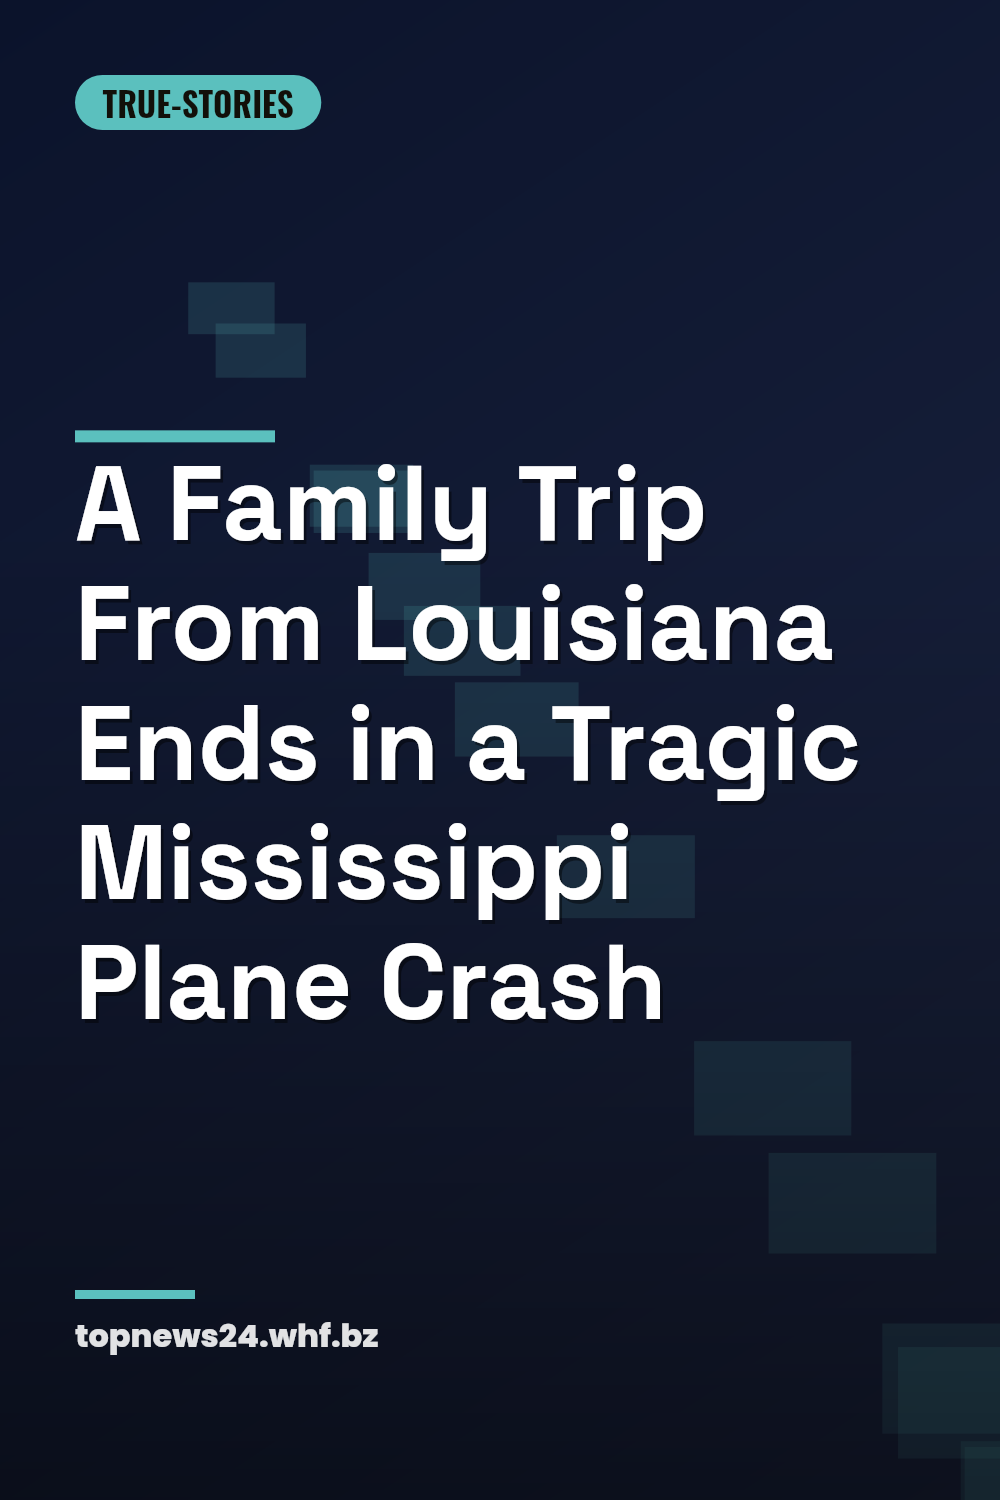 TRUE-STORIES
A Family Trip
From Louisiana
Ends in a Tragic
Mississippi
Plane Crash
topnews24.whf.bz